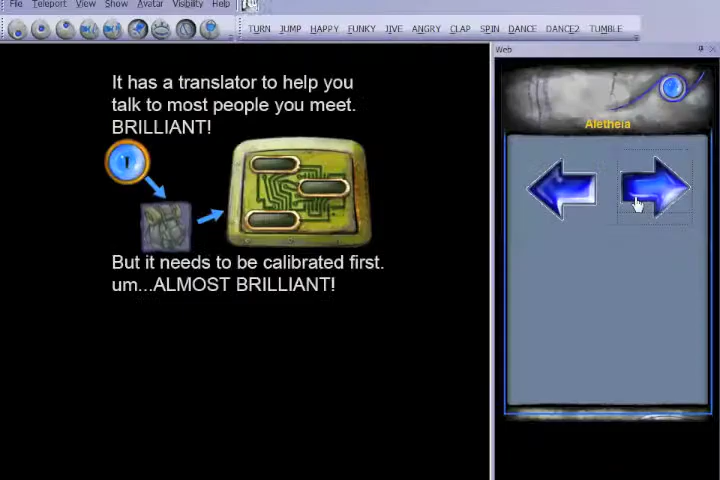 File Teleport View Show Avatar Visibility Help
TURN JUMP HAPPY FUNKY JIVE ANGRY CLAP SPIN DANCE DANCE2 TUMBLE
Web
It has a translator to help you
talk to most people you meet.
BRILLIANT!
But it needs to be calibrated first.
um...ALMOST BRILLIANT!
Aletheia